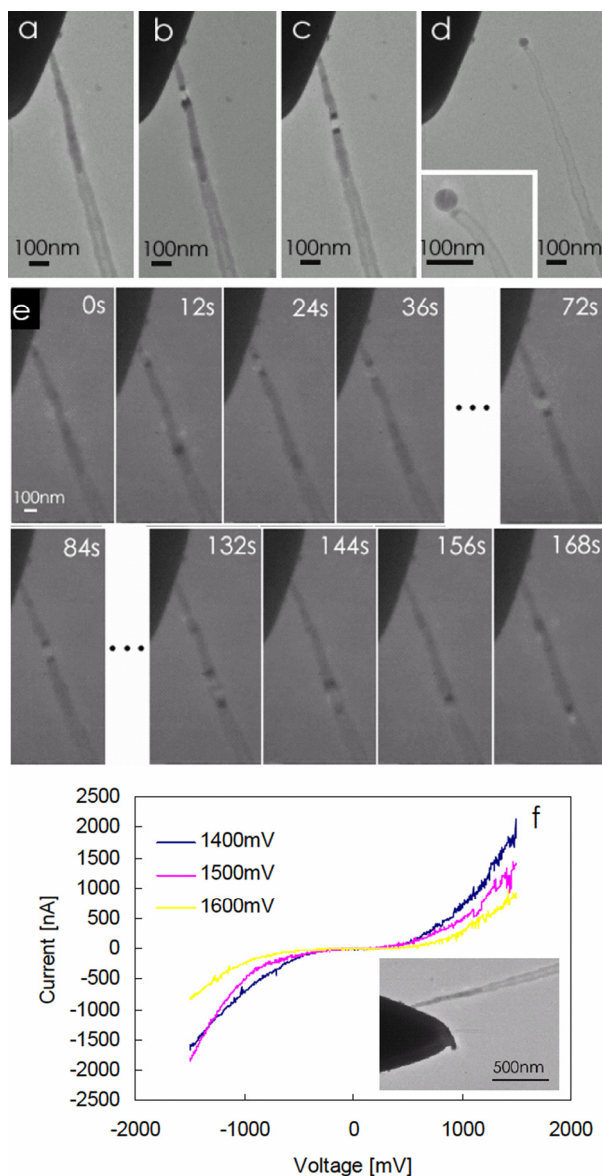 a b c d
100nm 100nm 100nm 100nm 100nm
e 0s 12s 24s 36s 72s
100nm
84s 132s 144s 156s 168s
f
2500
2000
1500
1000
500
0
-500
-1000
-1500
-2000
-2500
Current [nA]
1400mV
1500mV
1600mV
500nm
-2000 -1000 0 1000 2000
Voltage [mV]